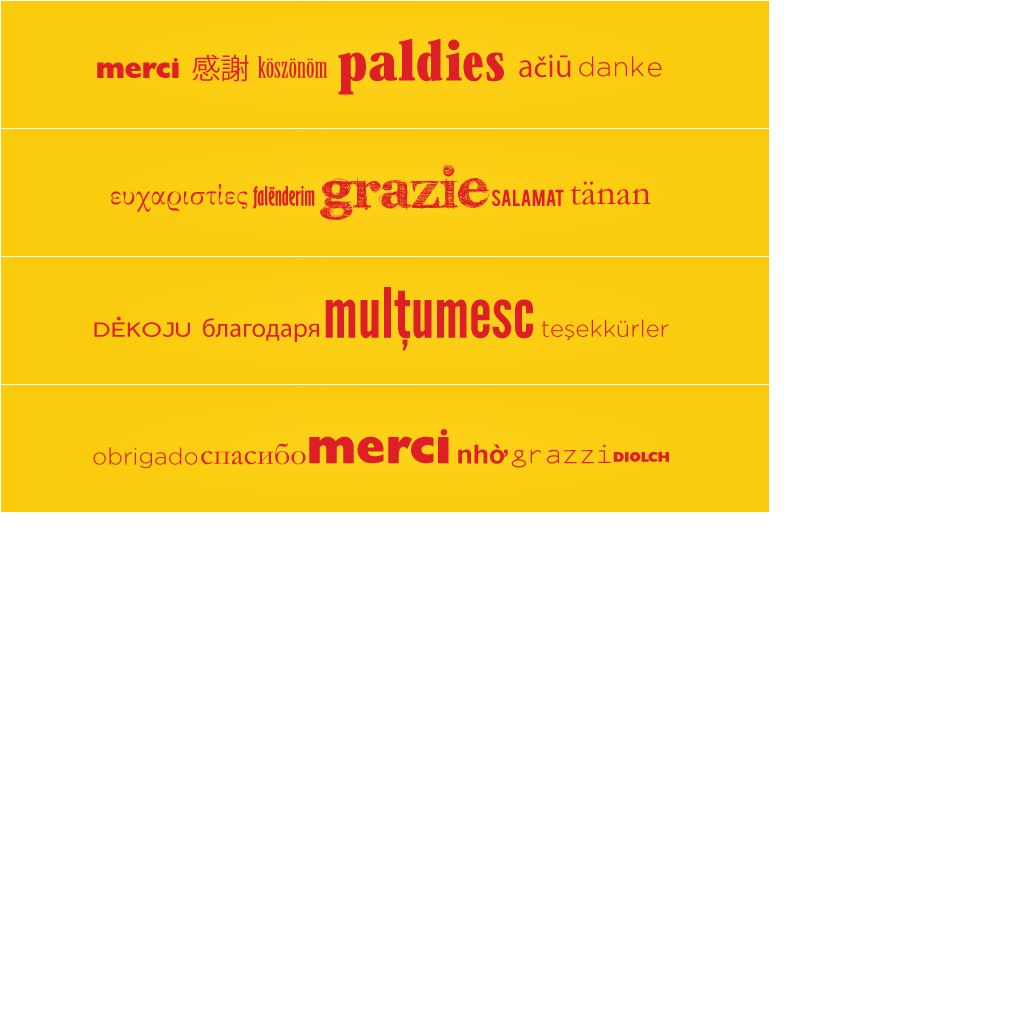 merci 感謝 köszönöm paldies ačiū danke
ευχαριστίες falënderim grazie SALAMAT tänan
DĖKOJU благодаря mulțumesc teşekkürler
obrigado спасибо merci nhờ grazzi DIOLCH